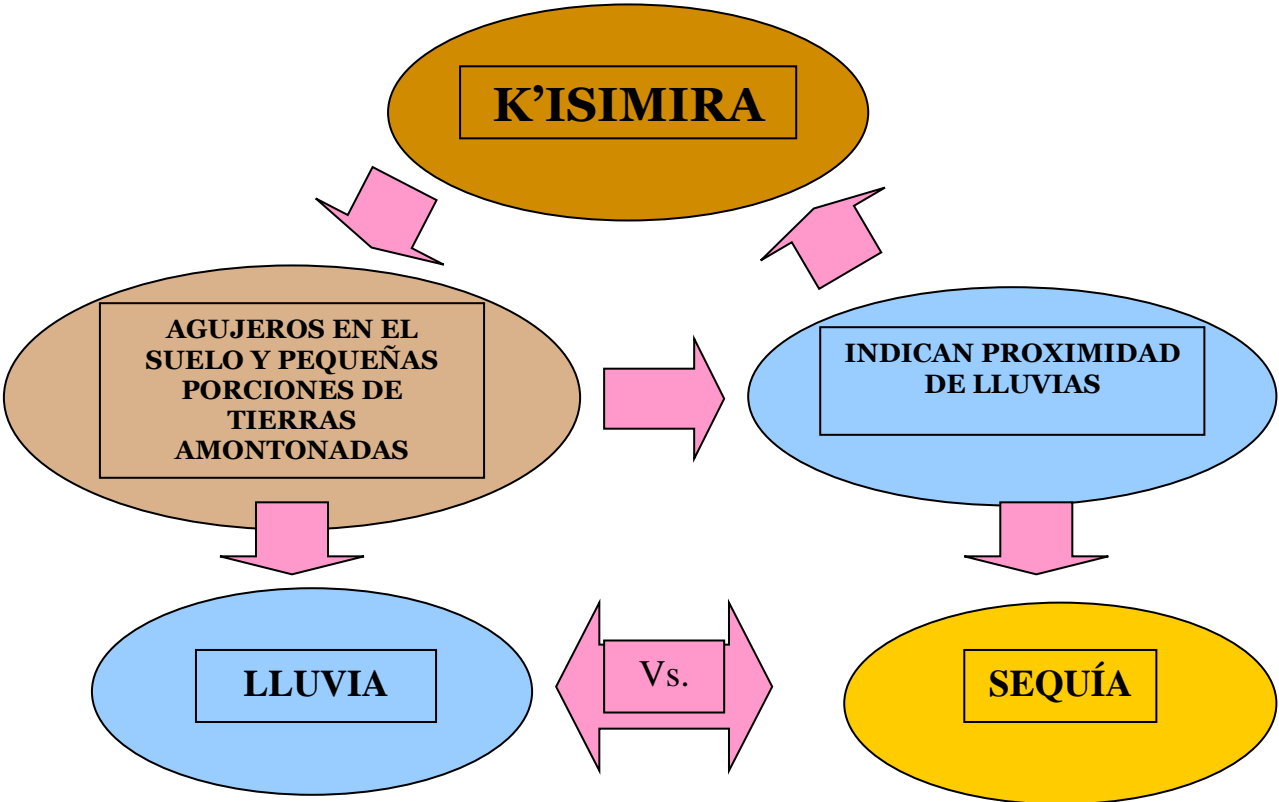 K’ISIMIRA
AGUJEROS EN EL
SUELO Y PEQUEÑAS
PORCIONES DE
TIERRAS
AMONTONADAS
INDICAN PROXIMIDAD
DE LLUVIAS
LLUVIA
Vs.
SEQUÍA